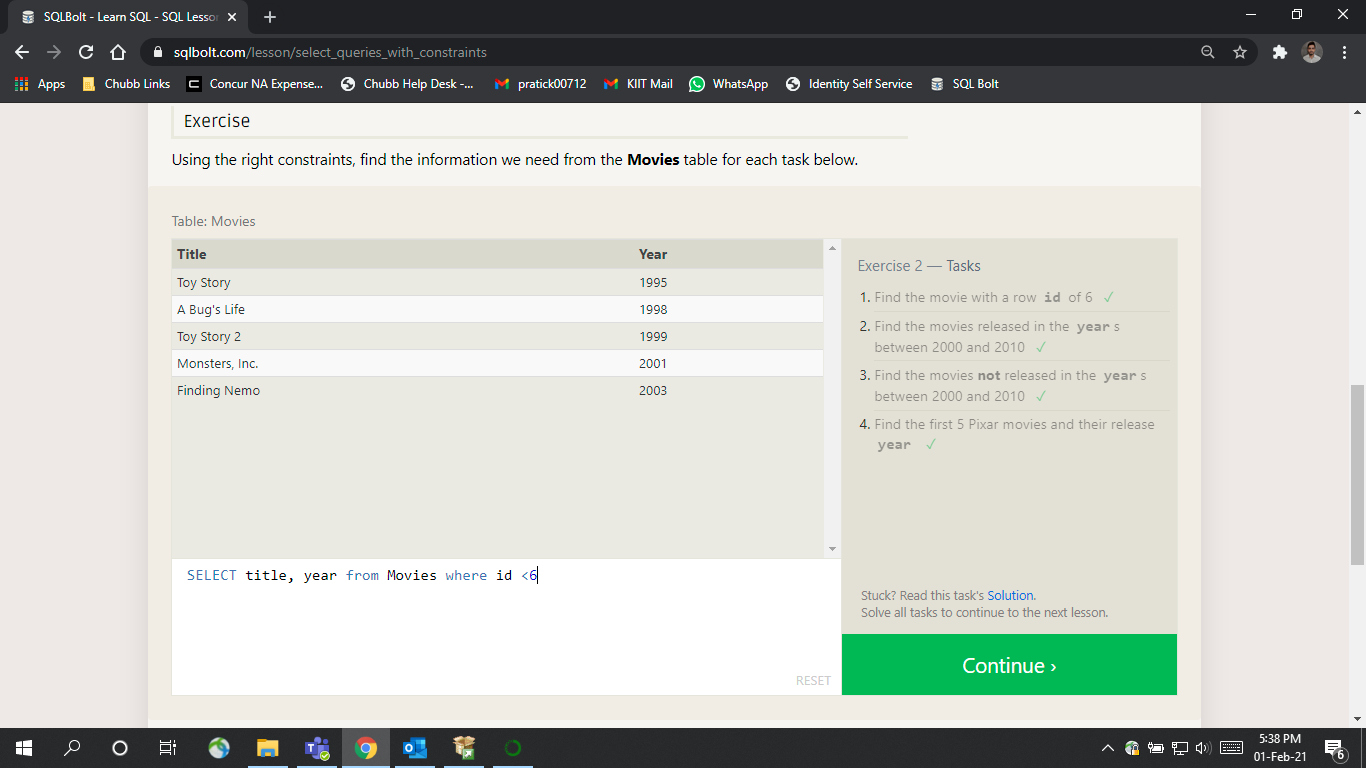 SQLBolt - Learn SQL - SQL Lesson
sqlbolt.com/lesson/select_queries_with_constraints
Apps Chubb Links Concur NA Expense... Chubb Help Desk -... pratick00712 KIIT Mail WhatsApp Identity Self Service SQL Bolt
Exercise
Using the right constraints, find the information we need from the Movies table for each task below.
Table: Movies
Title Year
Toy Story 1995
A Bug's Life 1998
Toy Story 2 1999
Monsters, Inc. 2001
Finding Nemo 2003
SELECT title, year from Movies where id <6
RESET
Exercise 2 — Tasks
1. Find the movie with a row id of 6 ✓
2. Find the movies released in the year s
between 2000 and 2010 ✓
3. Find the movies not released in the year s
between 2000 and 2010 ✓
4. Find the first 5 Pixar movies and their release
year ✓
Stuck? Read this task's Solution.
Solve all tasks to continue to the next lesson.
Continue ›
5:38 PM
01-Feb-21
6